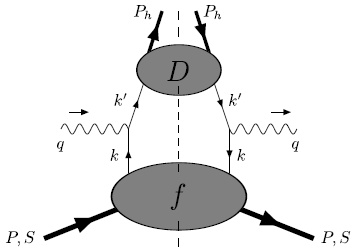 P_h P_h
D
k′ k′
q q
k k
f
P, S P, S